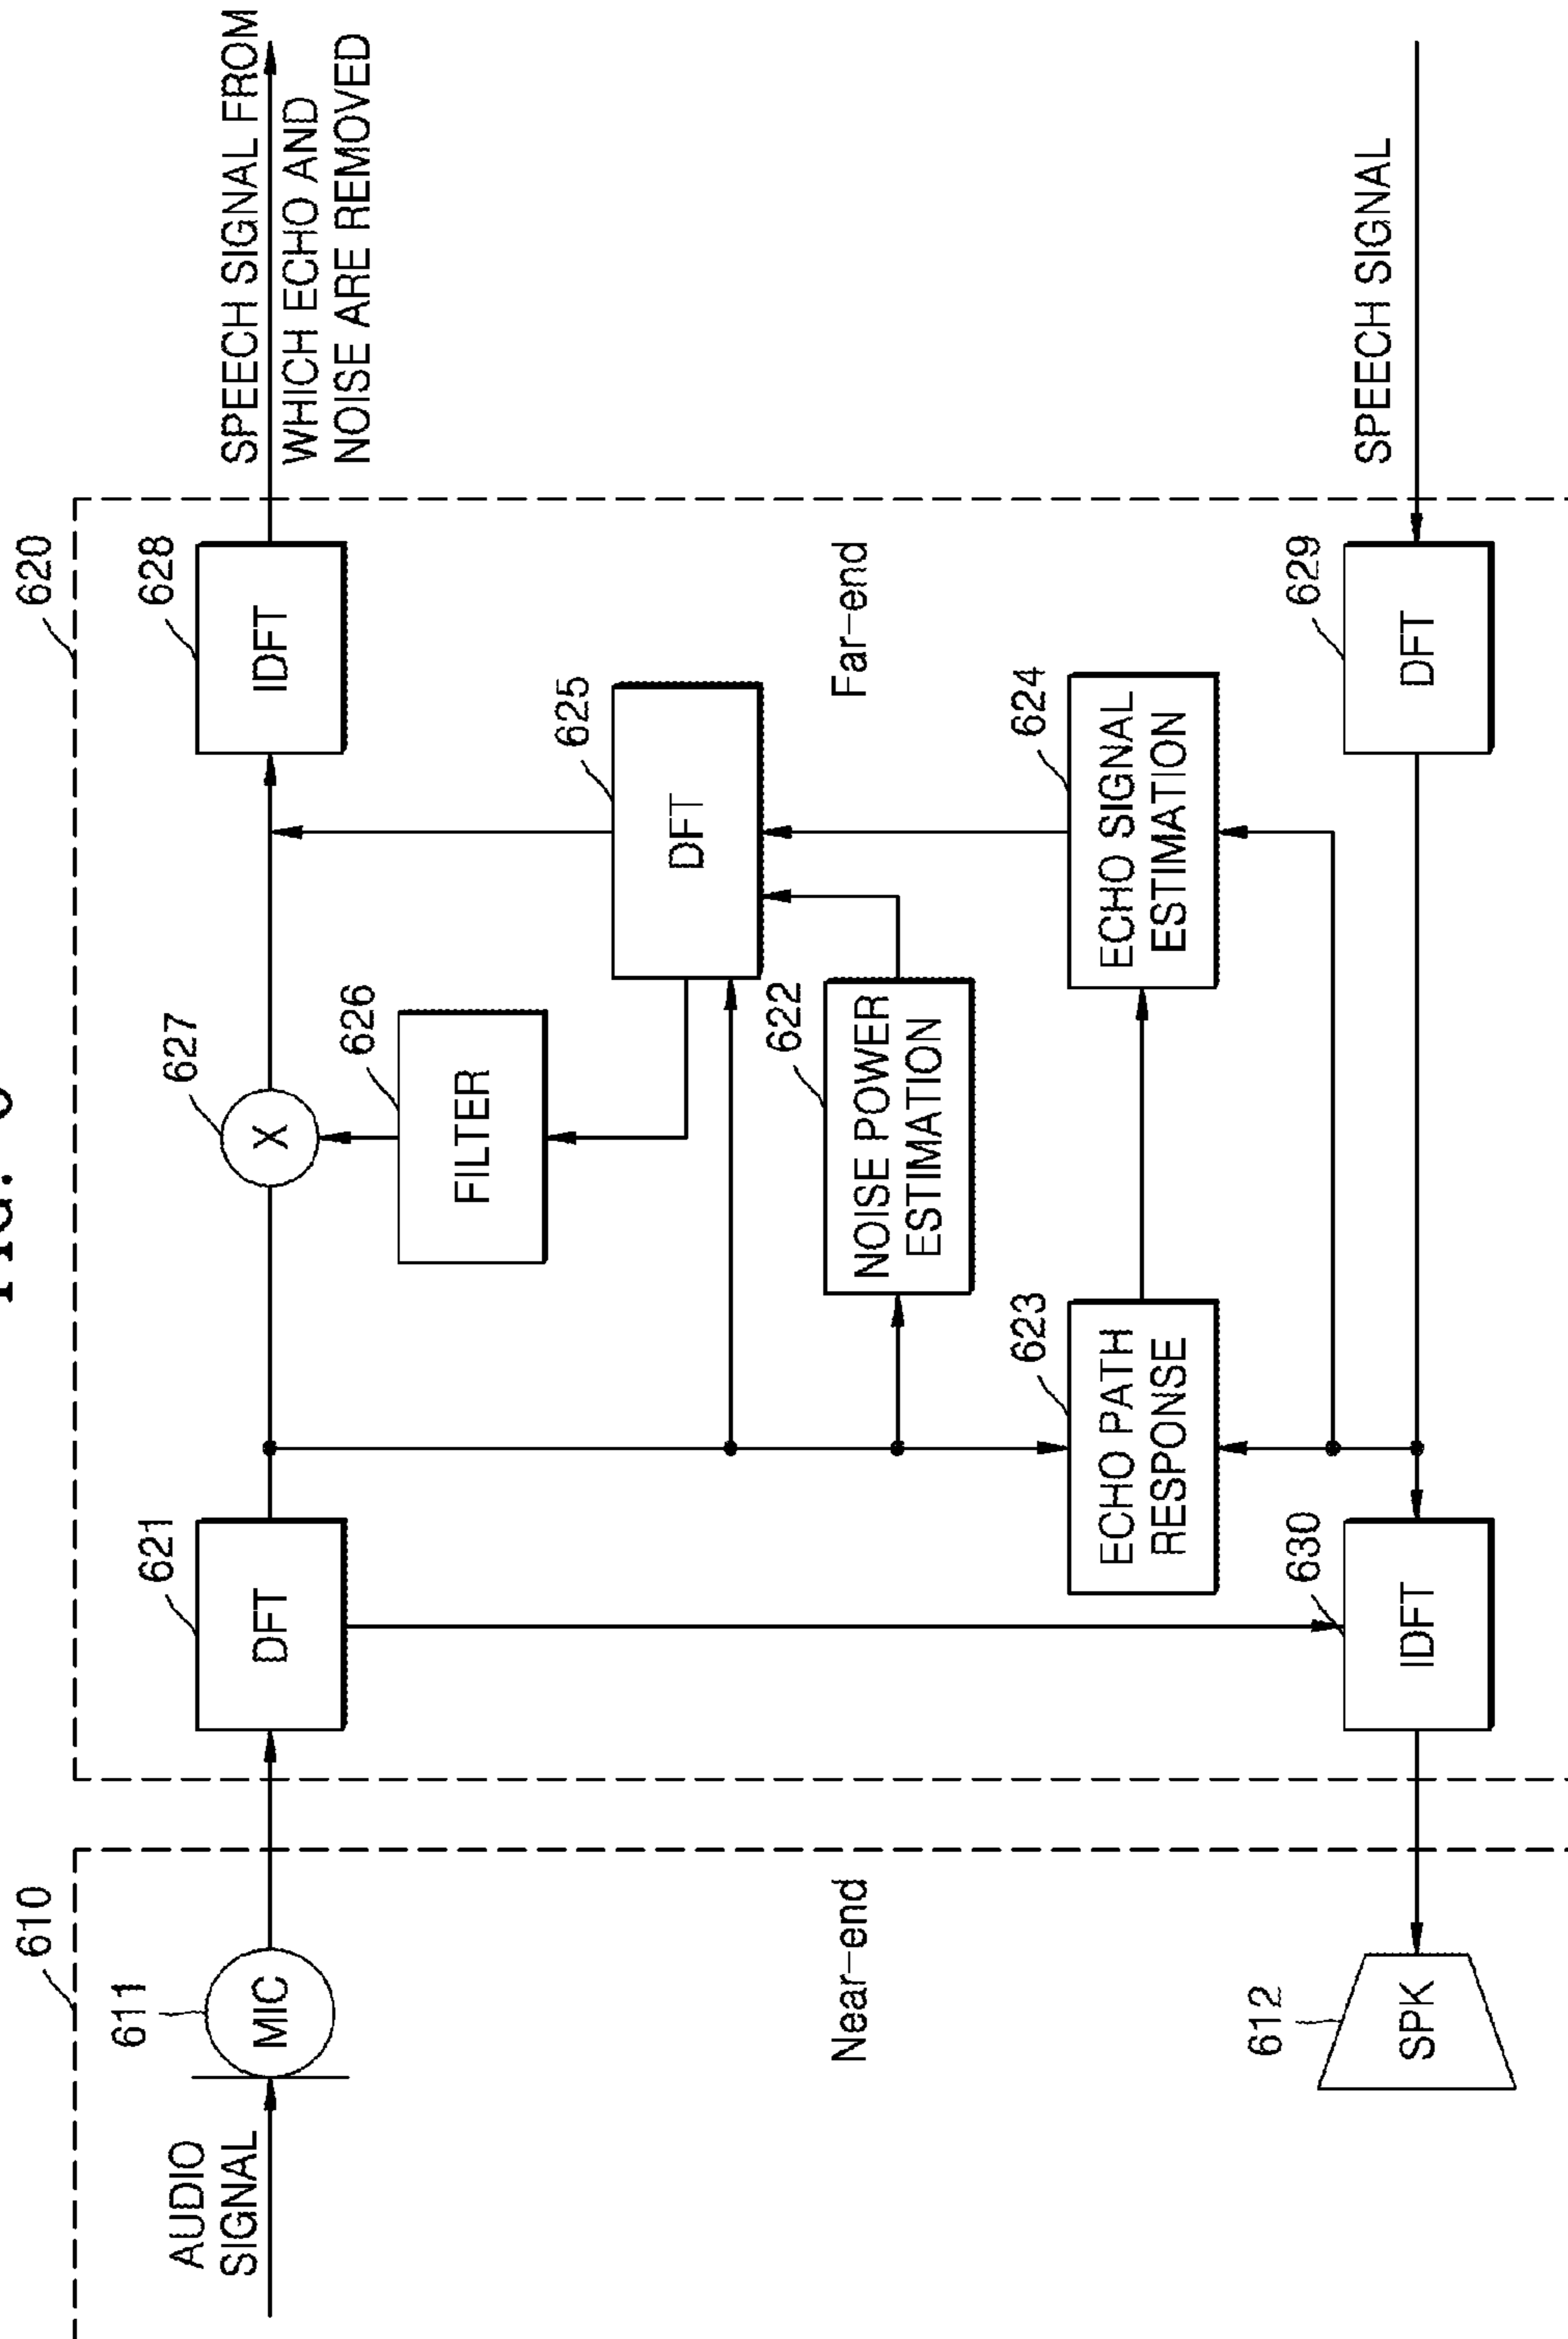 FIG. 6
610
620
611
621
627
628
AUDIO
SIGNAL
MIC
DFT
X
IDFT
SPEECH SIGNAL FROM
WHICH ECHO AND
NOISE ARE REMOVED
626
FILTER
625
DFT
622
NOISE POWER
ESTIMATION
Near-end
Far-end
623
ECHO PATH
RESPONSE
624
ECHO SIGNAL
ESTIMATION
612
SPK
630
IDFT
629
DFT
SPEECH SIGNAL